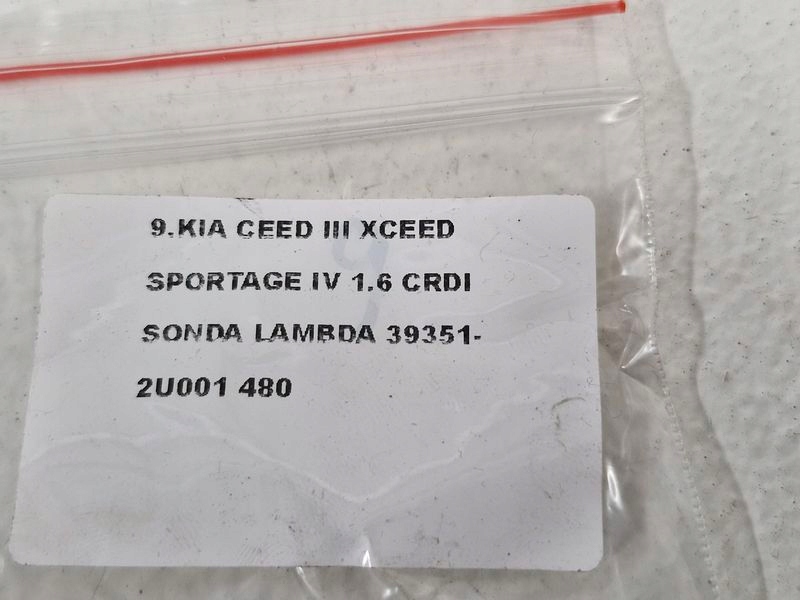 9.KIA CEED III XCEED
SPORTAGE IV 1.6 CRDI
SONDA LAMBDA 39351-
2U001 480